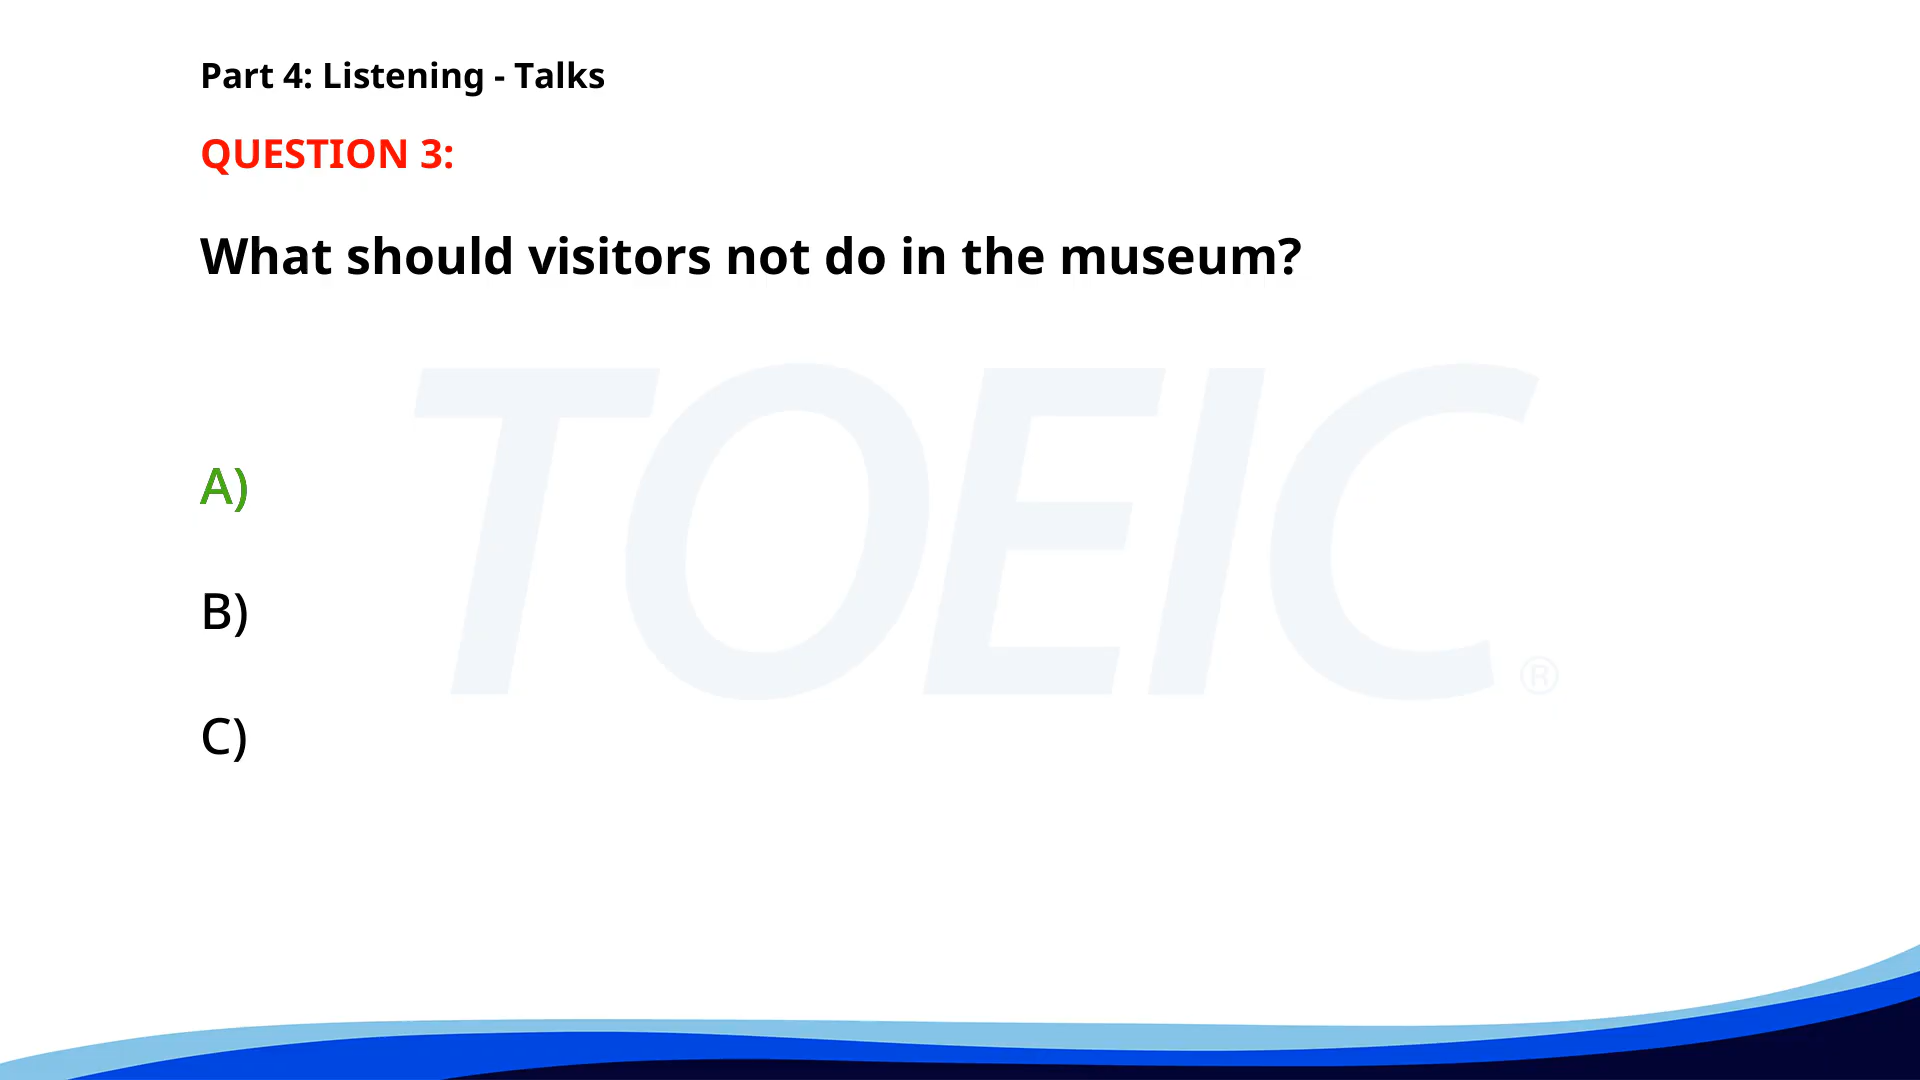 Part 4: Listening - Talks
QUESTION 3:
What should visitors not do in the museum?
TOEIC®
A)
B)
C)